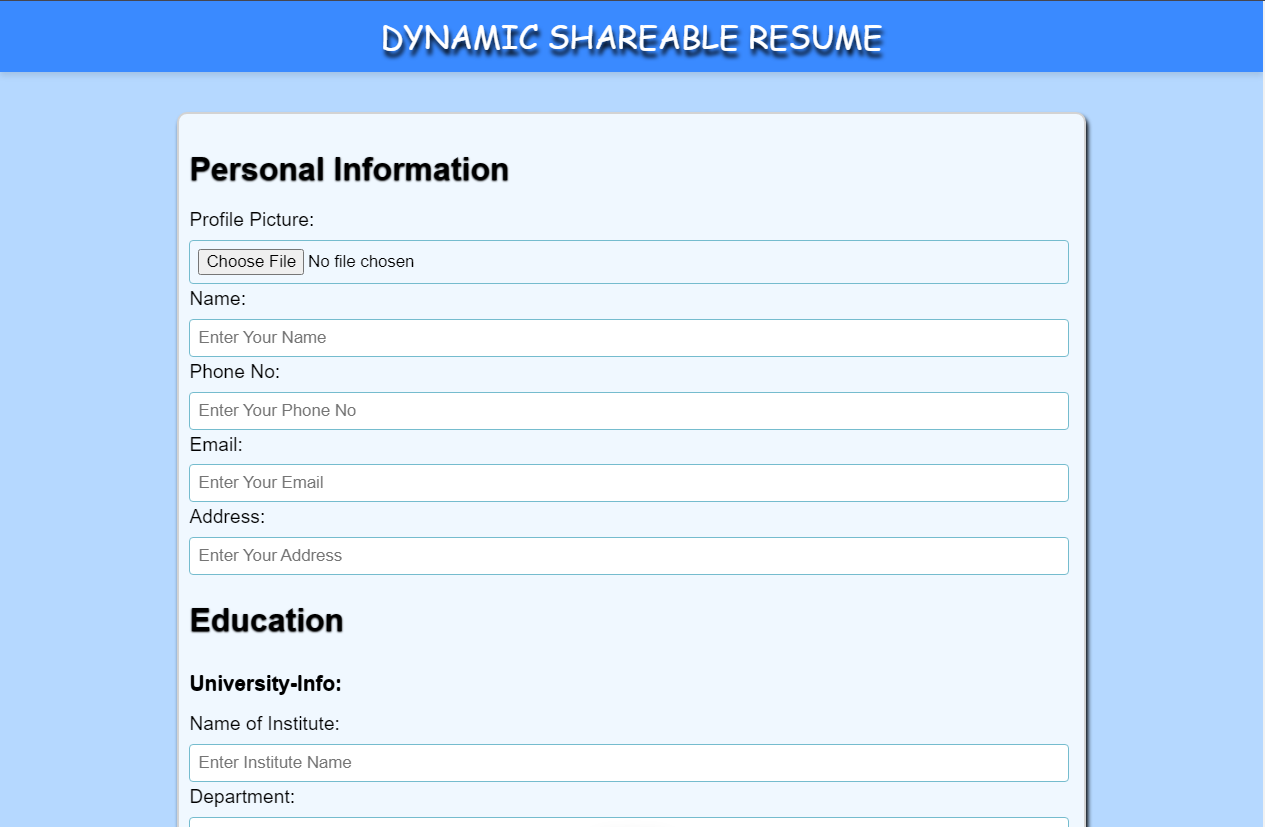 DYNAMIC SHAREABLE RESUME
Personal Information
Profile Picture:
Choose File No file chosen
Name:
Enter Your Name
Phone No:
Enter Your Phone No
Email:
Enter Your Email
Address:
Enter Your Address
Education
University-Info:
Name of Institute:
Enter Institute Name
Department: